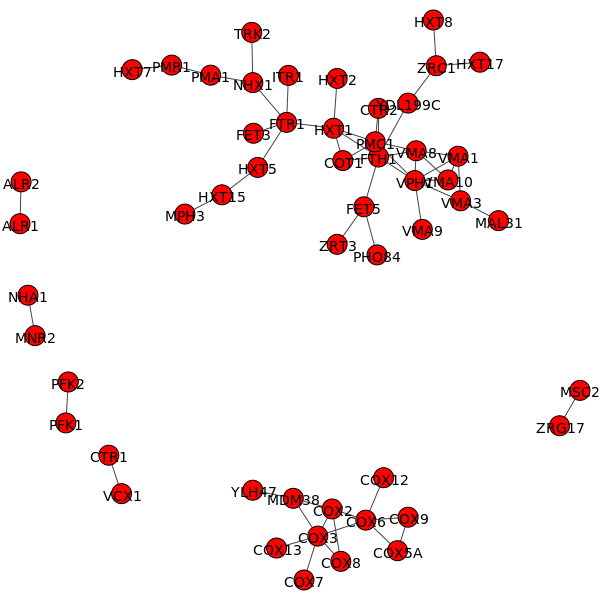 HXT8
TRK2
ZRC1
HXT17
HXT7
PMR1
PMA1
NHX1
ITR1
HXT2
CTH2
YDL199C
FTR1
HXT1
FET3
PMC1
COT1
FTH1
VMA8
VMA1
HXT5
VPH1
VMA10
ALR2
HXT15
VMA3
MPH3
FET5
MAL31
ALR1
VMA9
ZRT3
PHO84
NHA1
MNR2
PFK2
MSC2
PFK1
ZRG17
CTR1
VCX1
COX12
YLH47
MDM38
COX2
COX6
COX9
COX3
COX13
COX5A
COX8
COX7